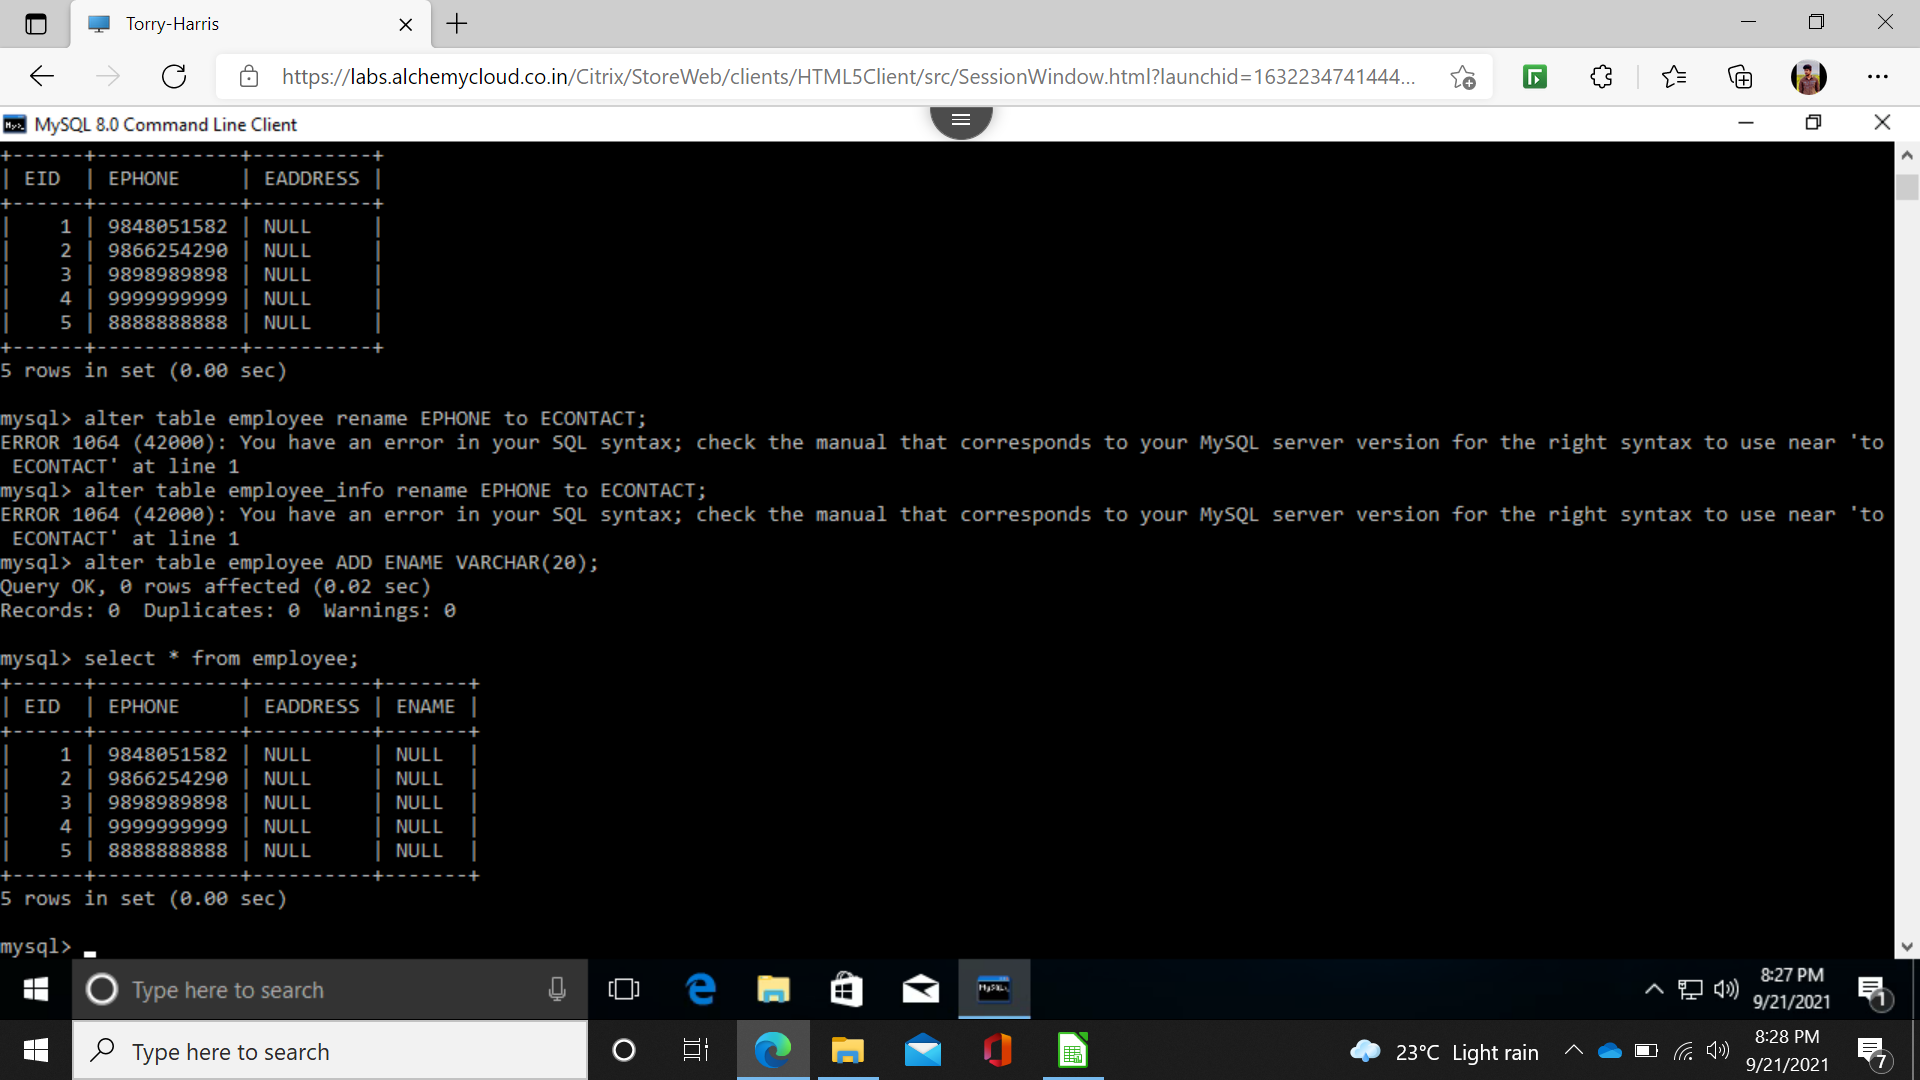 Torry-Harris
https://labs.alchemycloud.co.in/Citrix/StoreWeb/clients/HTML5Client/src/SessionWindow.html?launchid=1632234741444...
MySQL 8.0 Command Line Client
+------+------------+----------+
| EID  | EPHONE     | EADDRESS |
+------+------------+----------+
|    1 | 9848051582 | NULL     |
|    2 | 9866254290 | NULL     |
|    3 | 9898989898 | NULL     |
|    4 | 9999999999 | NULL     |
|    5 | 8888888888 | NULL     |
+------+------------+----------+
5 rows in set (0.00 sec)
mysql> alter table employee rename EPHONE to ECONTACT;
ERROR 1064 (42000): You have an error in your SQL syntax; check the manual that corresponds to your MySQL server version for the right syntax to use near 'to
 ECONTACT' at line 1
mysql> alter table employee_info rename EPHONE to ECONTACT;
ERROR 1064 (42000): You have an error in your SQL syntax; check the manual that corresponds to your MySQL server version for the right syntax to use near 'to
 ECONTACT' at line 1
mysql> alter table employee ADD ENAME VARCHAR(20);
Query OK, 0 rows affected (0.02 sec)
Records: 0  Duplicates: 0  Warnings: 0
mysql> select * from employee;
+------+------------+----------+-------+
| EID  | EPHONE     | EADDRESS | ENAME |
+------+------------+----------+-------+
|    1 | 9848051582 | NULL     | NULL  |
|    2 | 9866254290 | NULL     | NULL  |
|    3 | 9898989898 | NULL     | NULL  |
|    4 | 9999999999 | NULL     | NULL  |
|    5 | 8888888888 | NULL     | NULL  |
+------+------------+----------+-------+
5 rows in set (0.00 sec)
mysql>
Type here to search
8:27 PM
9/21/2021
1
Type here to search
23°C Light rain
8:28 PM
9/21/2021
7